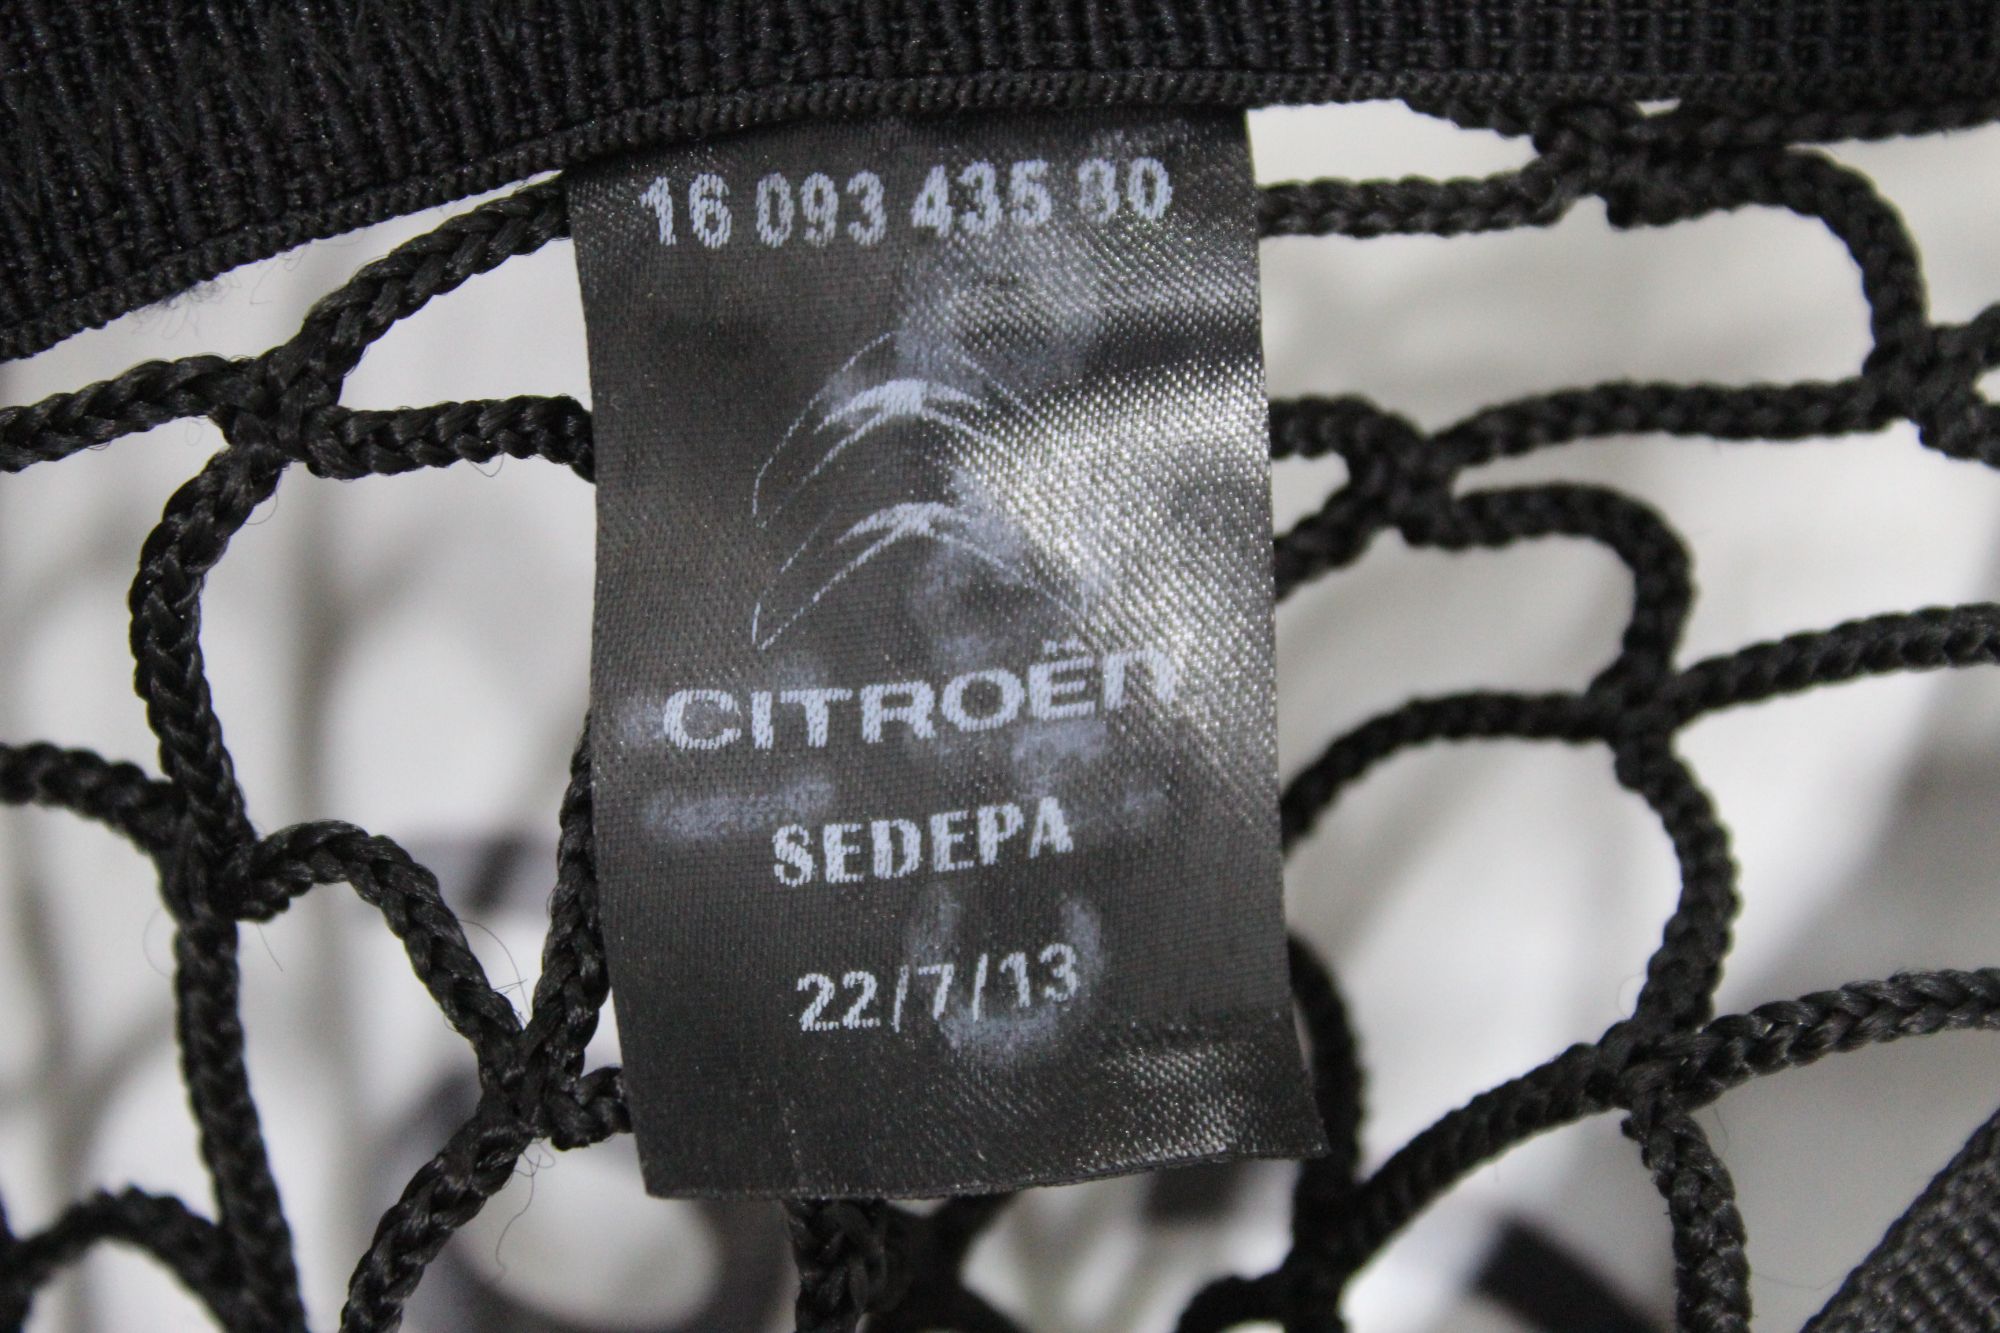 16 093 435 80
CITROËN
SEDEPA
22/7/13